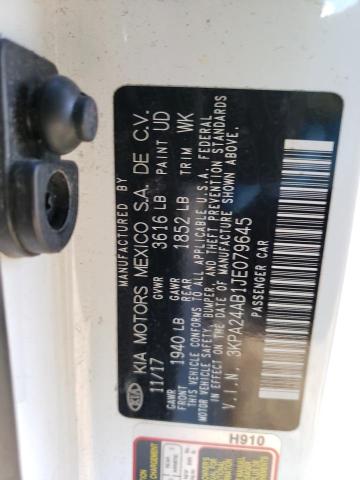 MANUFACTURED BY
KIA MOTORS MEXICO S.A. DE C.V.
11/17 GVWR 3616 LB PAINT UD
GAWR FRONT 1940 LB GAWR REAR 1852 LB TRIM WK
THIS VEHICLE CONFORMS TO ALL APPLICABLE U.S.A. FEDERAL
MOTOR VEHICLE SAFETY, BUMPER, AND THEFT PREVENTION STANDARDS
IN EFFECT ON THE DATE OF MANUFACTURE SHOWN ABOVE.
V.I.N. 3KPA24AB1JE079645
PASSENGER CAR
KIA
H910